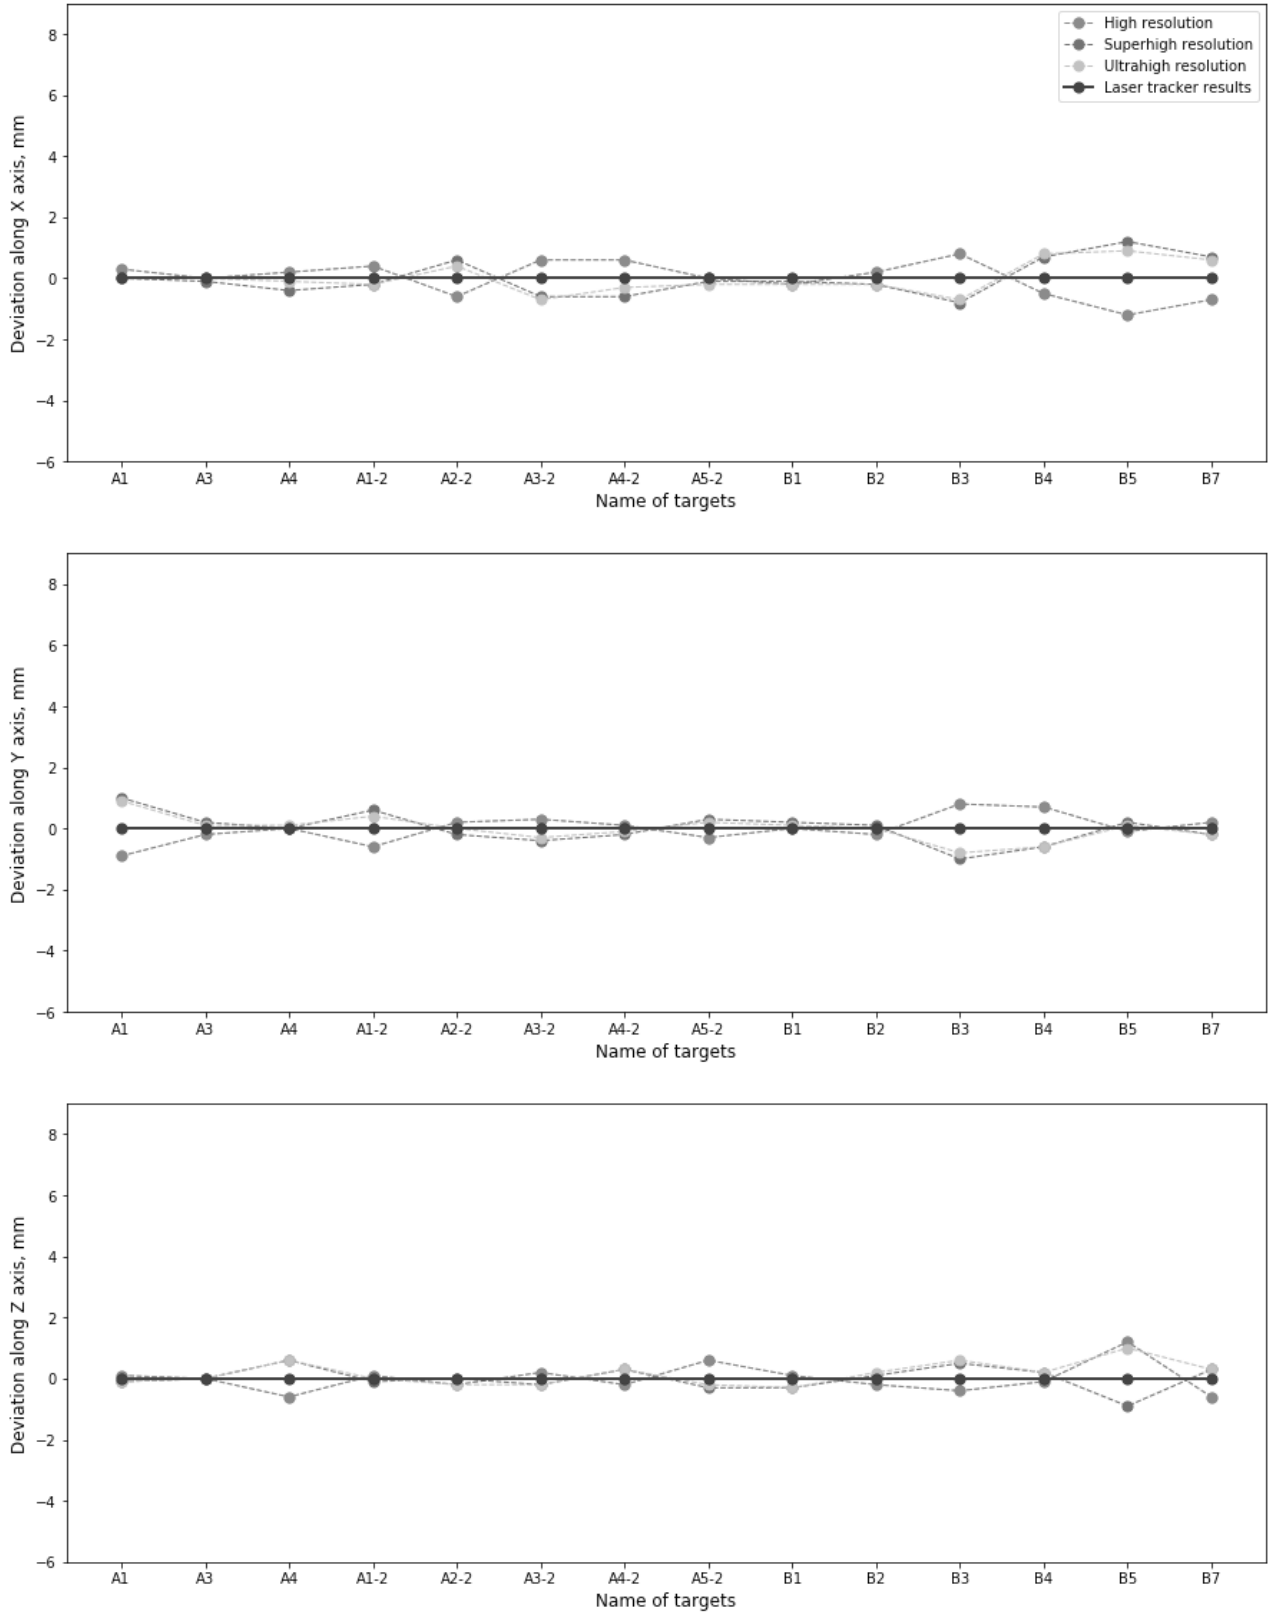 High resolution
Superhigh resolution
Ultrahigh resolution
Laser tracker results
8
6
4
2
0
−2
−4
−6
Deviation along X axis, mm
A1 A3 A4 A1-2 A2-2 A3-2 A4-2 A5-2 B1 B2 B3 B4 B5 B7
Name of targets
8
6
4
2
0
−2
−4
−6
Deviation along Y axis, mm
A1 A3 A4 A1-2 A2-2 A3-2 A4-2 A5-2 B1 B2 B3 B4 B5 B7
Name of targets
8
6
4
2
0
−2
−4
−6
Deviation along Z axis, mm
A1 A3 A4 A1-2 A2-2 A3-2 A4-2 A5-2 B1 B2 B3 B4 B5 B7
Name of targets